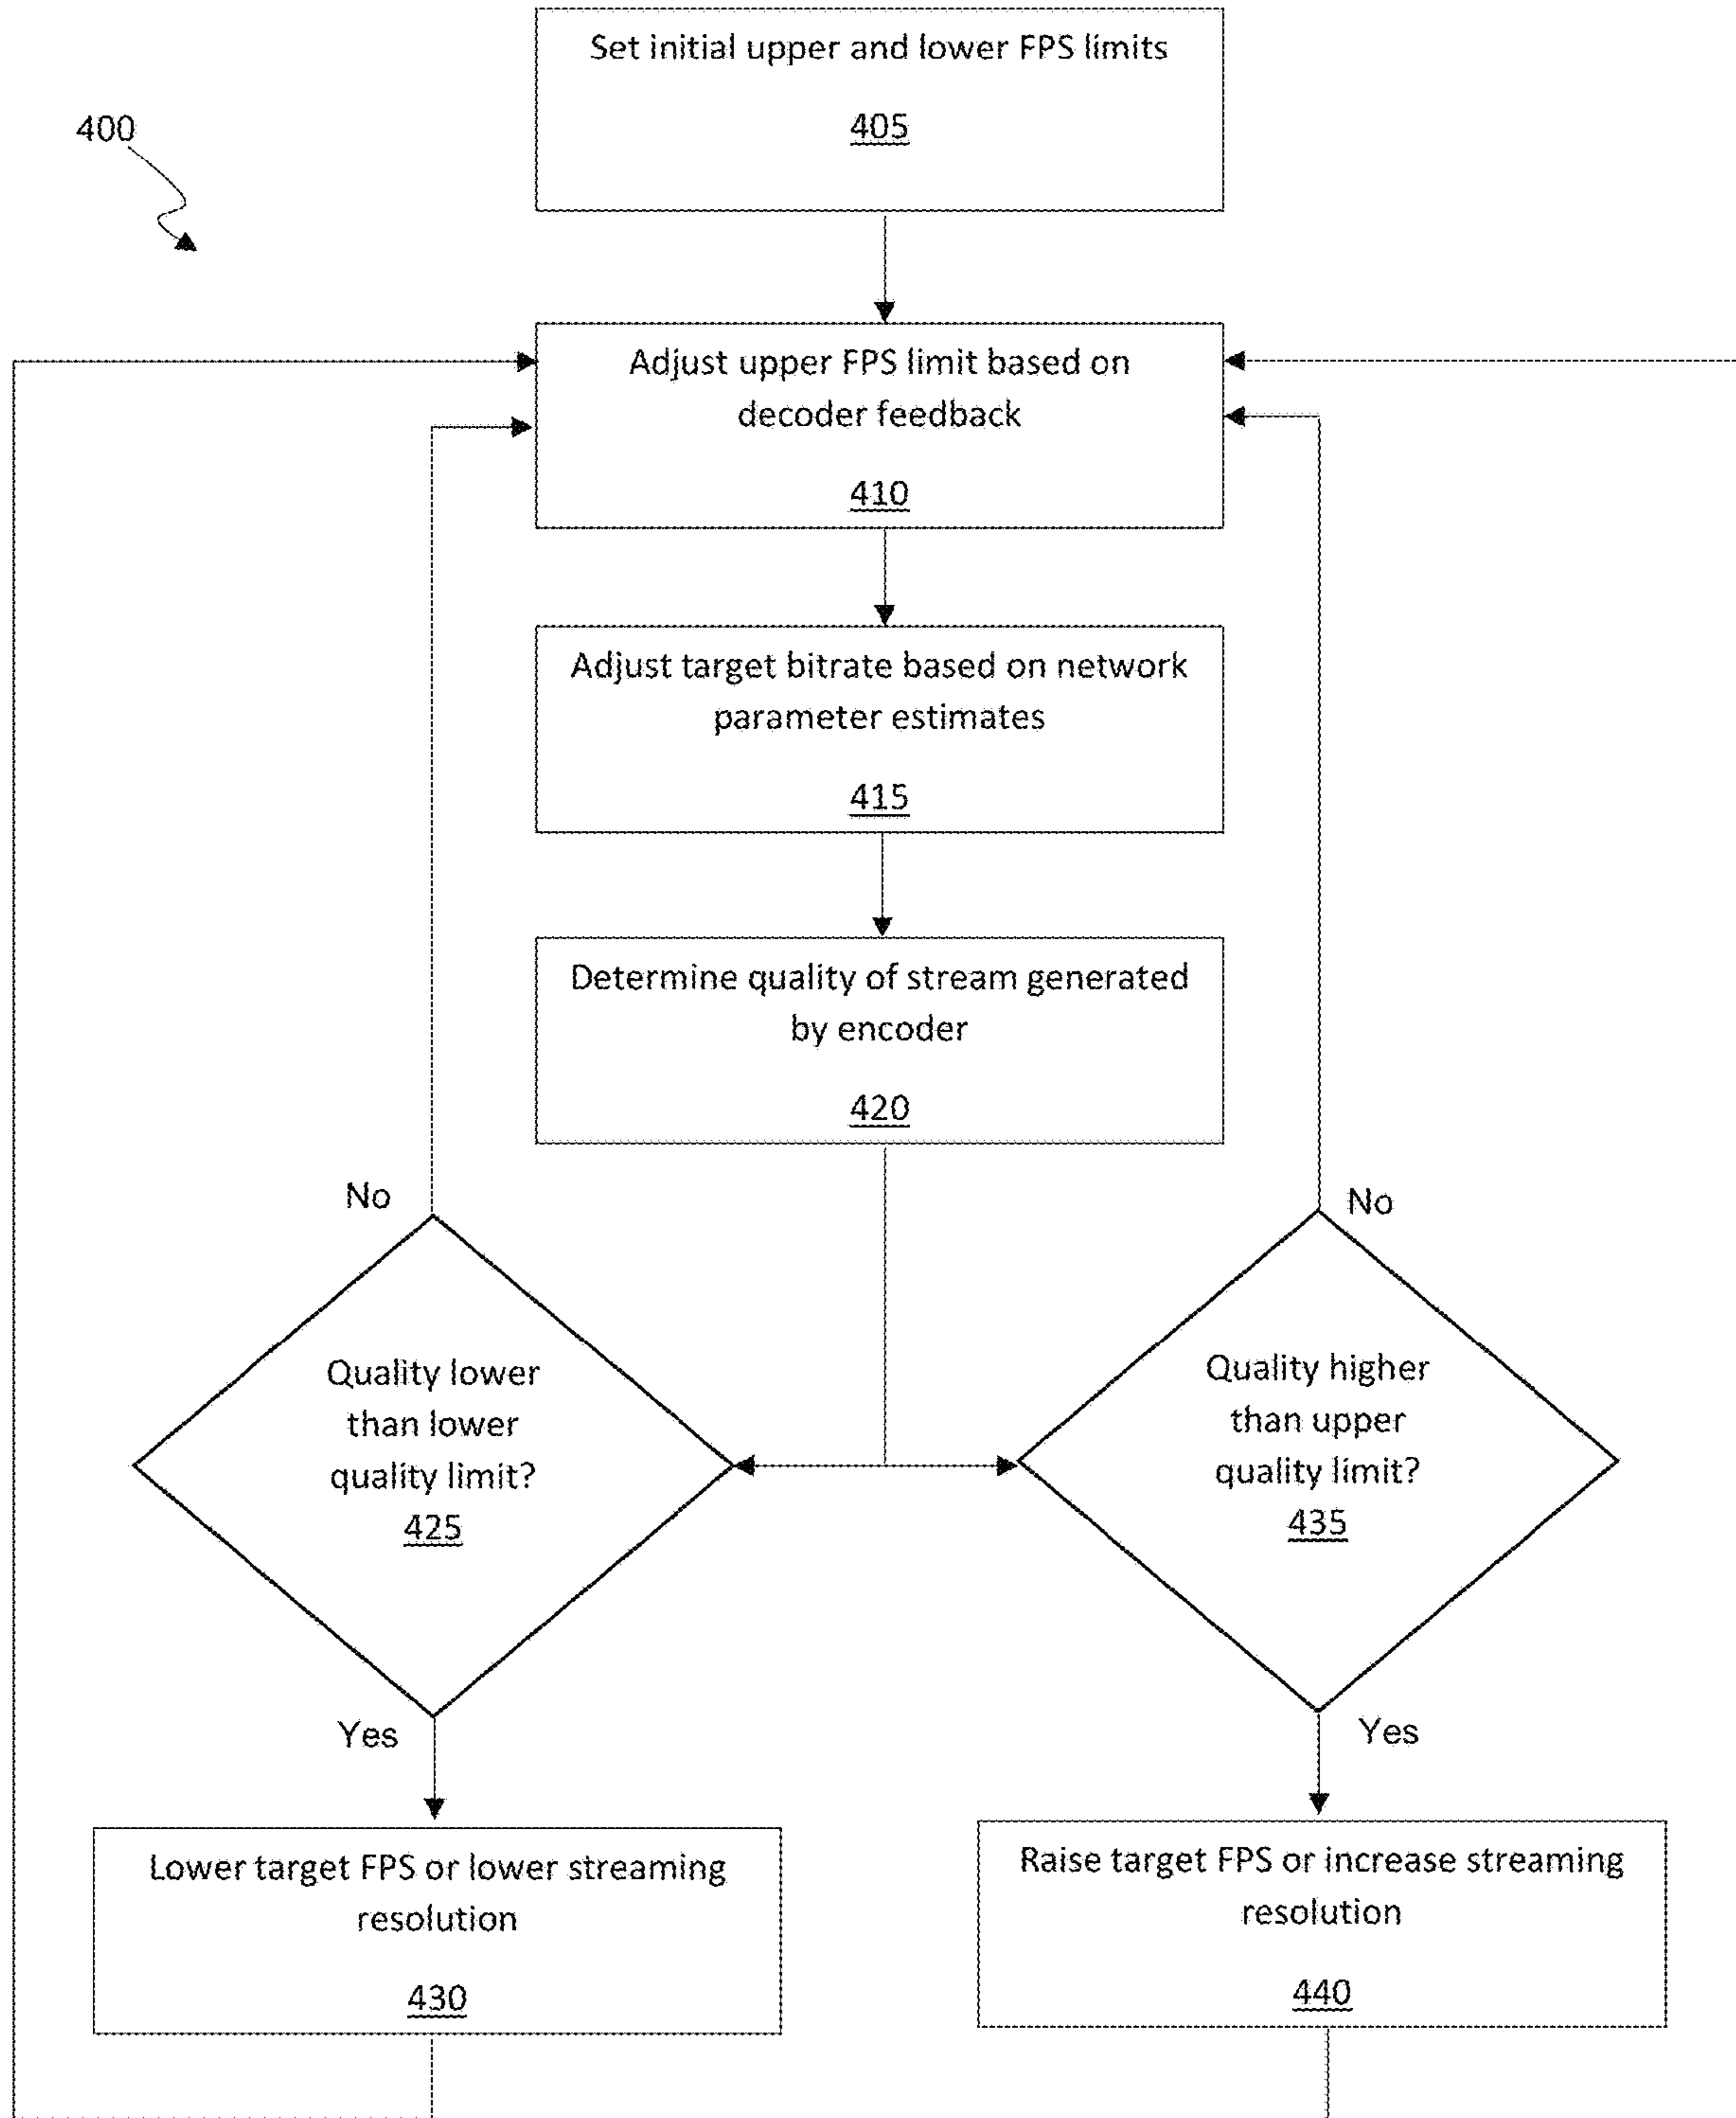 Set initial upper and lower FPS limits
405
400
Adjust upper FPS limit based on
decoder feedback
410
Adjust target bitrate based on network
parameter estimates
415
Determine quality of stream generated
by encoder
420
No
No
Quality lower
than lower
quality limit?
425
Quality higher
than upper
quality limit?
435
Yes
Yes
Lower target FPS or lower streaming
resolution
430
Raise target FPS or increase streaming
resolution
440